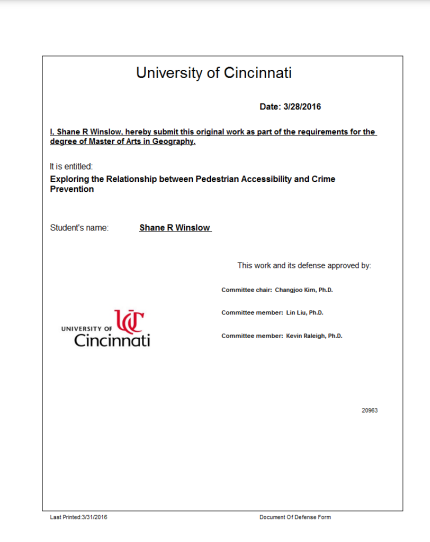 University of Cincinnati
Date: 3/28/2016
I, Shane R Winslow, hereby submit this original work as part of the requirements for the
degree of Master of Arts in Geography.
It is entitled:
Exploring the Relationship between Pedestrian Accessibility and Crime
Prevention
Student's name: Shane R Winslow
This work and its defense approved by:
Committee chair: Changjoo Kim, Ph.D.
Committee member: Lin Liu, Ph.D.
Committee member: Kevin Raleigh, Ph.D.
UC
UNIVERSITY OF
Cincinnati
20963
Last Printed:3/31/2016
Document Of Defense Form